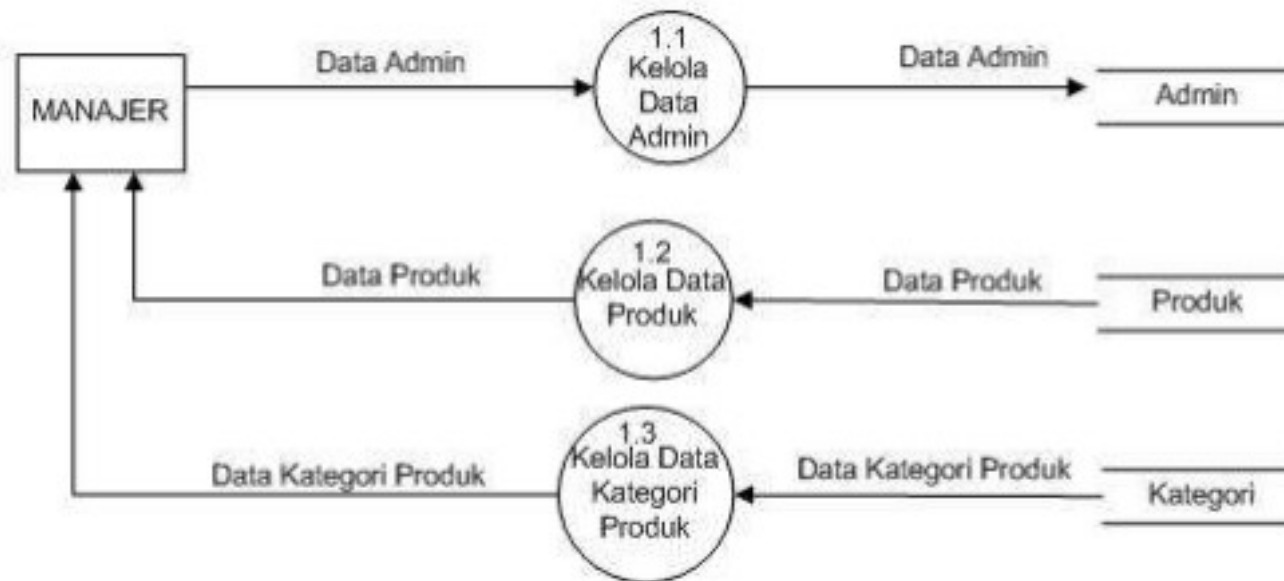 MANAJER
Data Admin
1.1
Kelola
Data
Admin
Data Admin
Admin
Data Produk
1.2
Kelola Data
Produk
Data Produk
Produk
Data Kategori Produk
1.3
Kelola Data
Kategori
Produk
Data Kategori Produk
Kategori